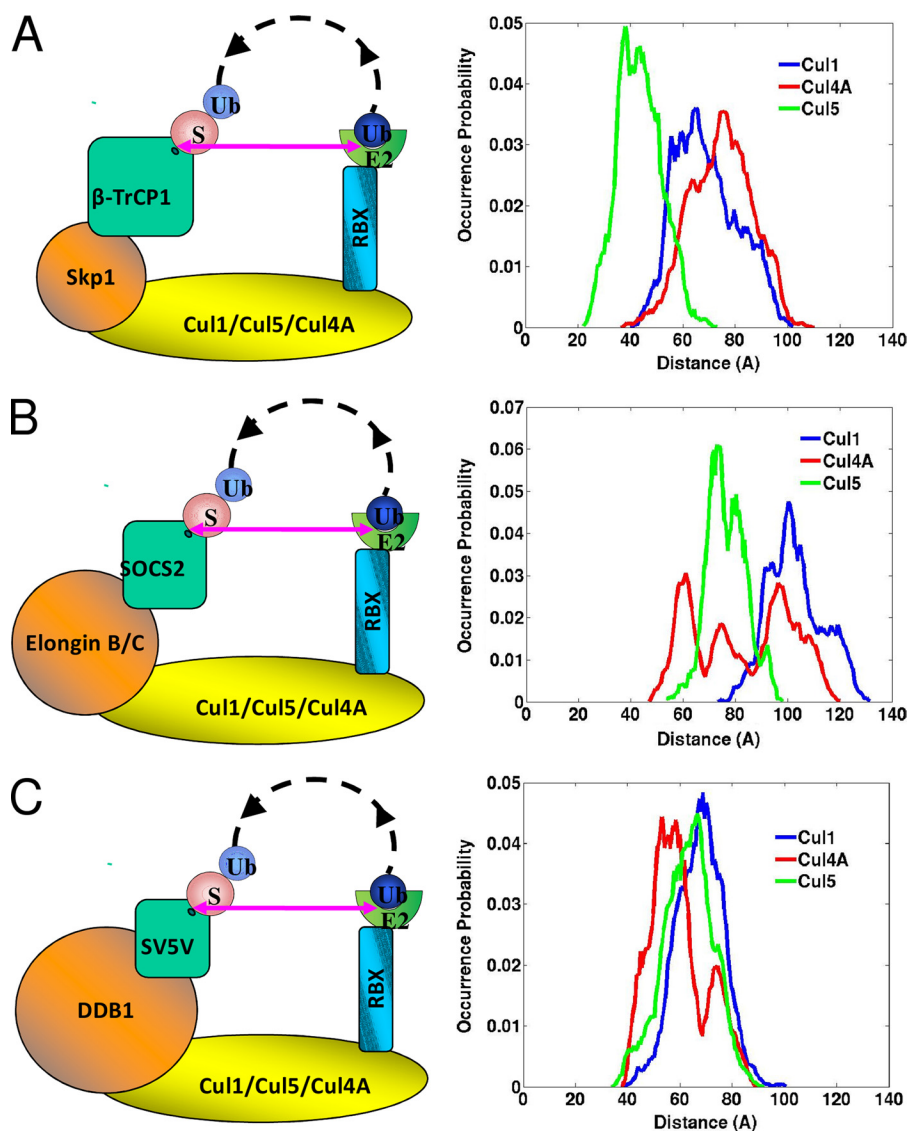 A
Ub
S
Ub
E2
β-TrCP1
RBX
Skp1
Cul1/Cul5/Cul4A
0.05
0.04
0.03
0.02
0.01
0
Occurrence Probability
Cul1
Cul4A
Cul5
0 20 40 60 80 100 120 140
Distance (A)
B
Ub
S
Ub
E2
SOCS2
RBX
Elongin B/C
Cul1/Cul5/Cul4A
0.07
0.06
0.05
0.04
0.03
0.02
0.01
0
Occurrence Probability
Cul1
Cul4A
Cul5
0 20 40 60 80 100 120 140
Distance (A)
C
Ub
S
Ub
E2
SV5V
RBX
DDB1
Cul1/Cul5/Cul4A
0.05
0.04
0.03
0.02
0.01
0
Occurrence Probability
Cul1
Cul4A
Cul5
0 20 40 60 80 100 120 140
Distance (A)